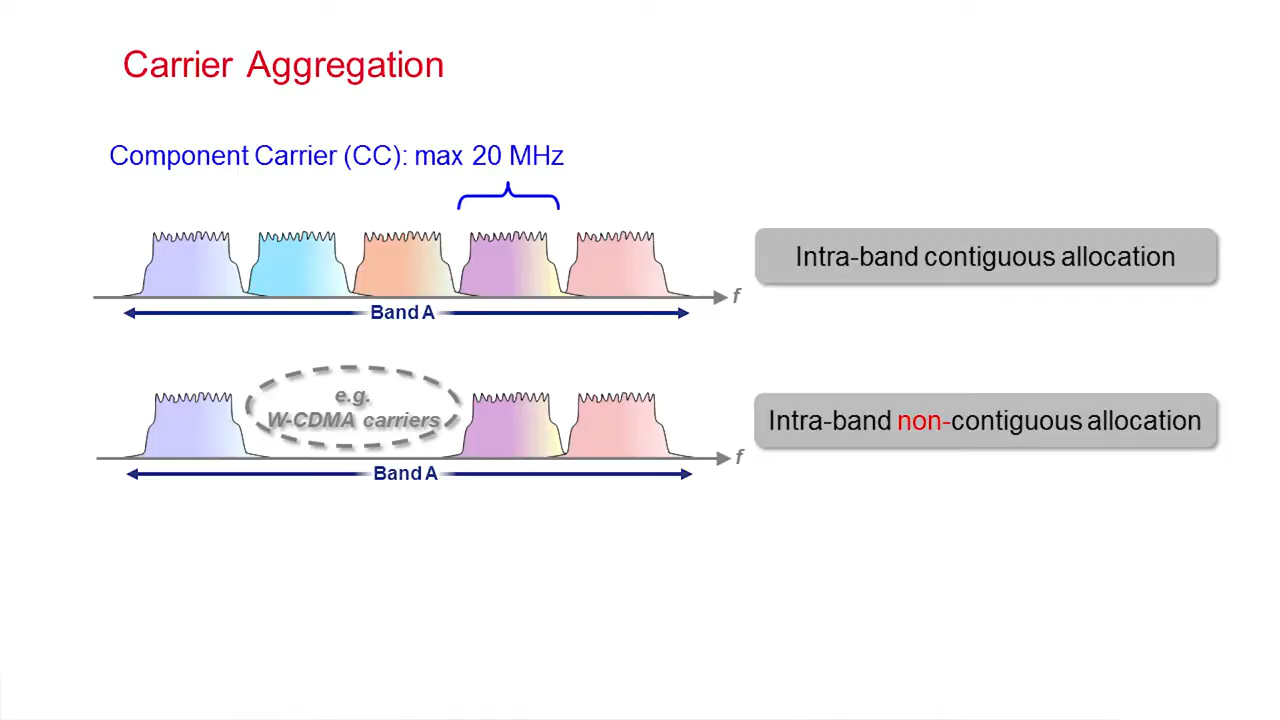 Carrier Aggregation
Component Carrier (CC): max 20 MHz
Intra-band contiguous allocation
f
Band A
e.g.
W-CDMA carriers
Intra-band non-contiguous allocation
f
Band A